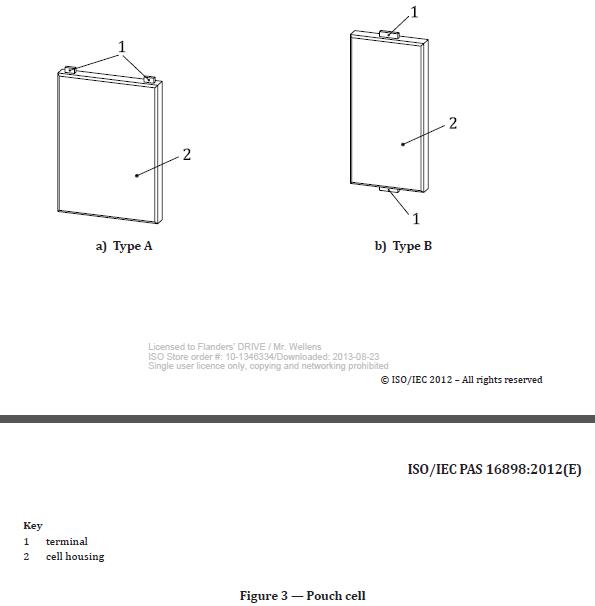 1
1
2
2
1
a) Type A
b) Type B
Licensed to Flanders' DRIVE / Mr. Wellens
ISO Store order #: 10-1346334/Downloaded: 2013-08-23
Single user licence only, copying and networking prohibited
© ISO/IEC 2012 – All rights reserved
ISO/IEC PAS 16898:2012(E)
Key
1 terminal
2 cell housing
Figure 3 — Pouch cell